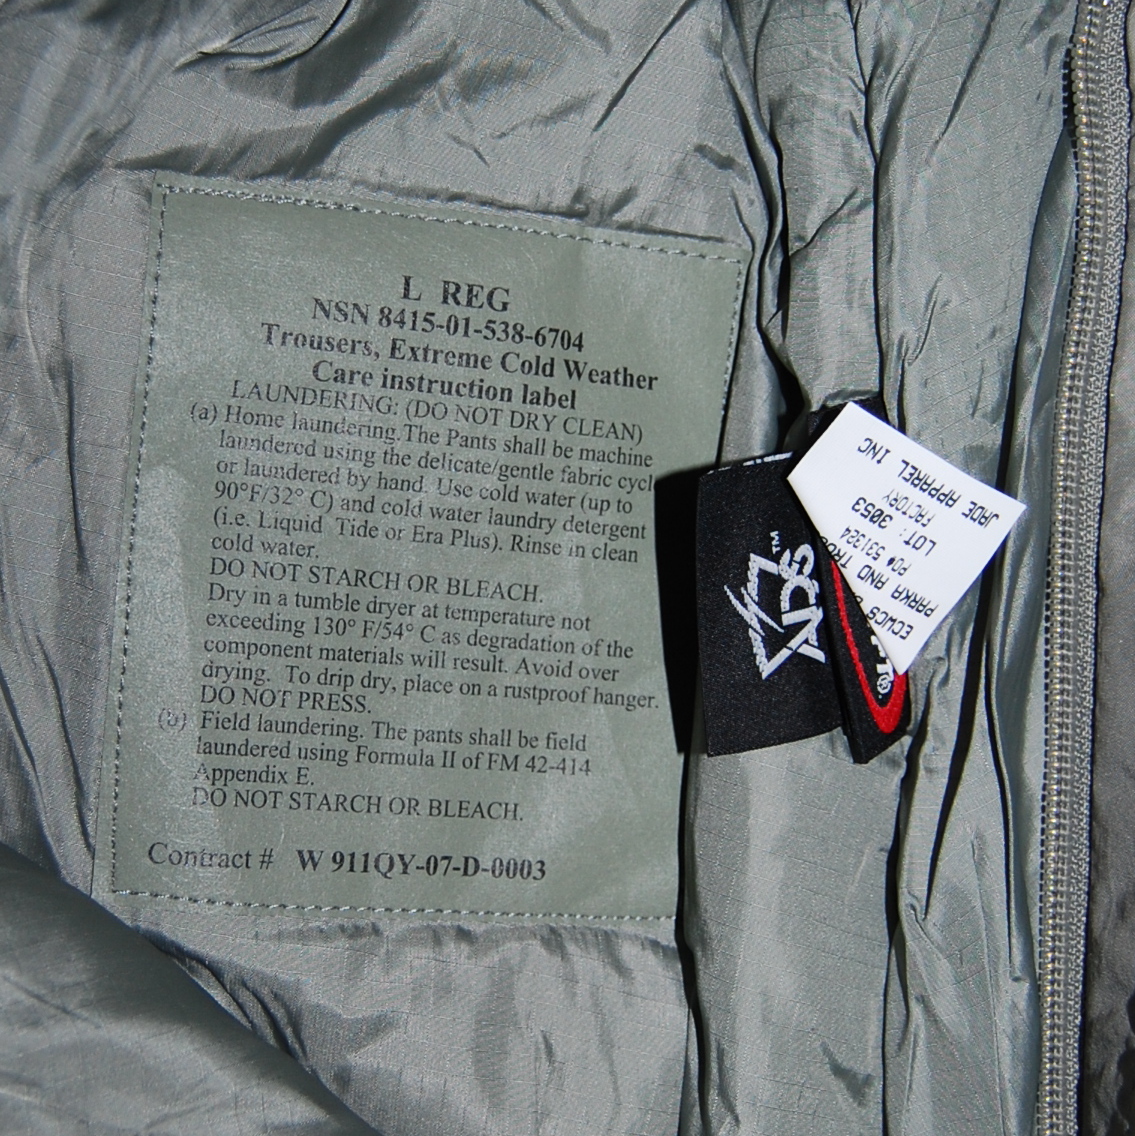 L REG
NSN 8415-01-538-6704
Trousers, Extreme Cold Weather
Care instruction label
LAUNDERING: (DO NOT DRY CLEAN)
(a) Home laundering.The Pants shall be machine
laundered using the delicate/gentle fabric cycl
or laundered by hand. Use cold water (up to
90°F/32° C) and cold water laundry detergent
(i.e. Liquid Tide or Era Plus). Rinse in clean
cold water.
DO NOT STARCH OR BLEACH.
Dry in a tumble dryer at temperature not
exceeding 130° F/54° C as degradation of the
component materials will result. Avoid over
drying. To drip dry, place on a rustproof hanger.
DO NOT PRESS.
(b) Field laundering. The pants shall be field
laundered using Formula II of FM 42-414
Appendix E.
DO NOT STARCH OR BLEACH.
Contract # W 911QY-07-D-0003
ADS™
ECWCS
PARKA AND
PO# 531324
LOT: 3053
FACTORY
JADE APPAREL INC